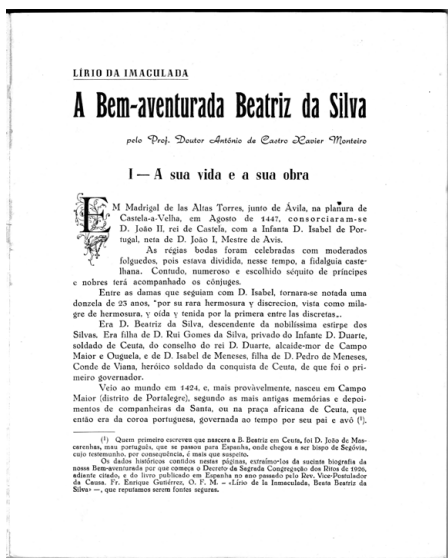 LÍRIO DA IMACULADA
A Bem-aventurada Beatriz da Silva
pelo Prof. Doutor António de Castro Xavier Monteiro
I — A sua vida e a sua obra
EM Madrigal de las Altas Torres, junto de Ávila, na planura de
Castela-a-Velha, em Agosto de 1447, consorciaram-se
D. João II, rei de Castela, com a Infanta D. Isabel de Por-
tugal, neta de D. João I, Mestre de Avis.
As régias bodas foram celebradas com moderados
folguedos, pois estava dividida, nesse tempo, a fidalguia caste-
lhana. Contudo, numeroso e escolhido séquito de príncipes
e nobres terá acompanhado os cônjuges.
Entre as damas que seguiam com D. Isabel, tornara-se notada uma
donzela de 23 anos, "por su rara hermosura y discrecion, vista como mila-
gre de hermosura, y oída y tenida por la primera entre las discretas„.
Era D. Beatriz da Silva, descendente da nobilíssima estirpe dos
Silvas. Era filha de D. Rui Gomes da Silva, privado do Infante D. Duarte,
soldado de Ceuta, do conselho do rei D. Duarte, alcaide-mor de Campo
Maior e Ouguela, e de D. Isabel de Meneses, filha de D. Pedro de Meneses,
Conde de Viana, heróico soldado da conquista de Ceuta, de que foi o pri-
meiro governador.
Veio ao mundo em 1424, e, mais provàvelmente, nasceu em Campo
Maior (distrito de Portalegre), segundo as mais antigas memórias e depoi-
mentos de companheiras da Santa, ou na praça africana de Ceuta, que
então era da coroa portuguesa, governada ao tempo por seu pai e avô (¹).
(¹) Quem primeiro escreveu que nascera a B. Beatriz em Ceuta, foi D. João de Mas-
carenhas, mau português, que se passou para Espanha, onde chegou a ser bispo de Segóvia,
cujo testemunho, por consequência, é mais que suspeito.
Os dados históricos contidos nestas páginas, extraímo-los da sucinta biografia da
nossa Bem-aventurada por que começa o Decreto da Sagrada Congregação dos Ritos de 1926,
adiante citado, e do livro publicado em Espanha no ano passado pelo Rev. Vice-Postulador
da Causa, Fr. Enrique Gutiérrez, O. F. M. — «Lírio de la Inmaculada, Beata Beatriz da
Silva» —, que reputamos serem fontes seguras.